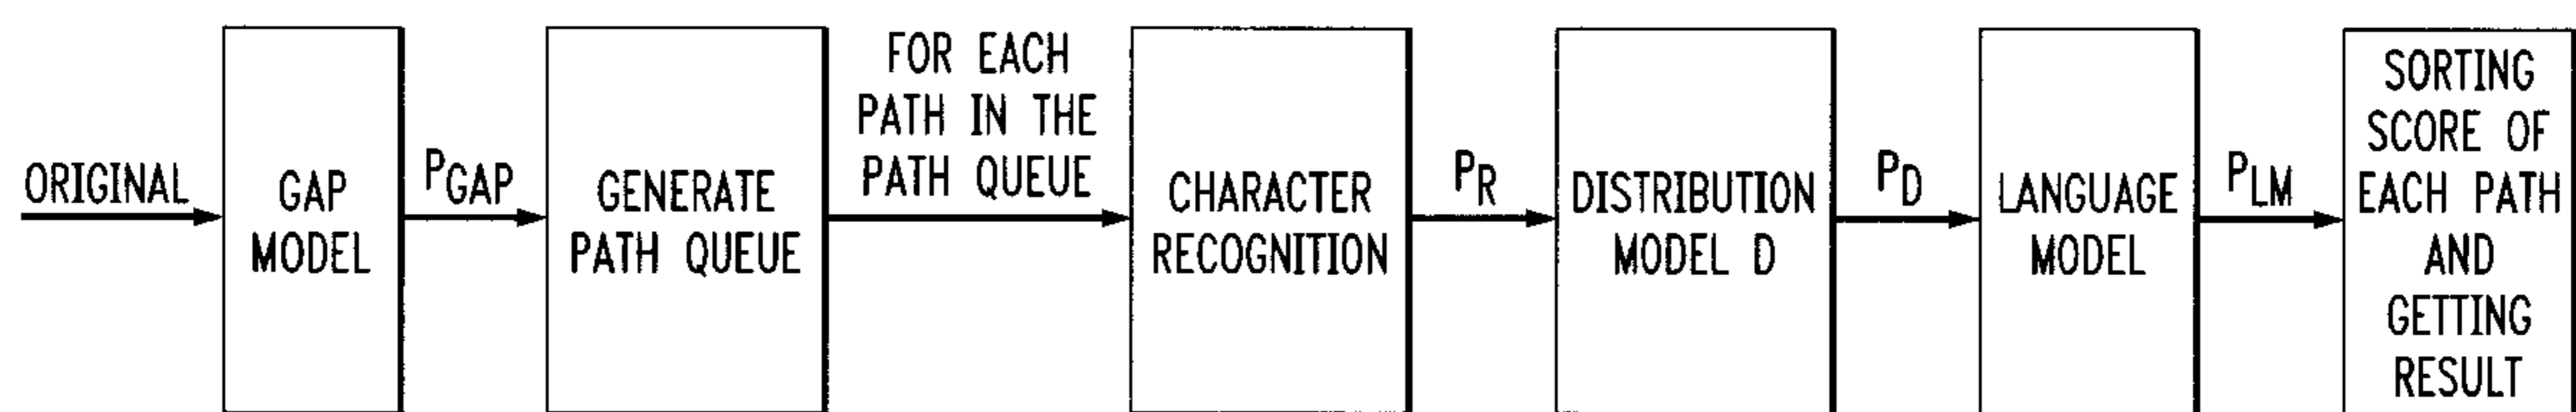 ORIGINAL
GAP
MODEL
PGAP
GENERATE
PATH QUEUE
FOR EACH
PATH IN THE
PATH QUEUE
CHARACTER
RECOGNITION
PR
DISTRIBUTION
MODEL D
PD
LANGUAGE
MODEL
PLM
SORTING
SCORE OF
EACH PATH
AND
GETTING
RESULT